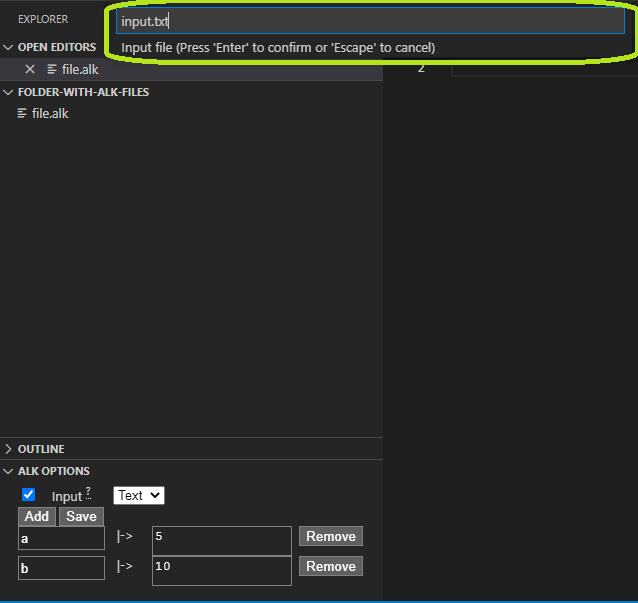 EXPLORER
input.txt
OPEN EDITORS
Input file (Press 'Enter' to confirm or 'Escape' to cancel)
file.alk
2
FOLDER-WITH-ALK-FILES
file.alk
OUTLINE
ALK OPTIONS
Input ? Text
Add Save
a |-> 5 Remove
b |-> 10 Remove